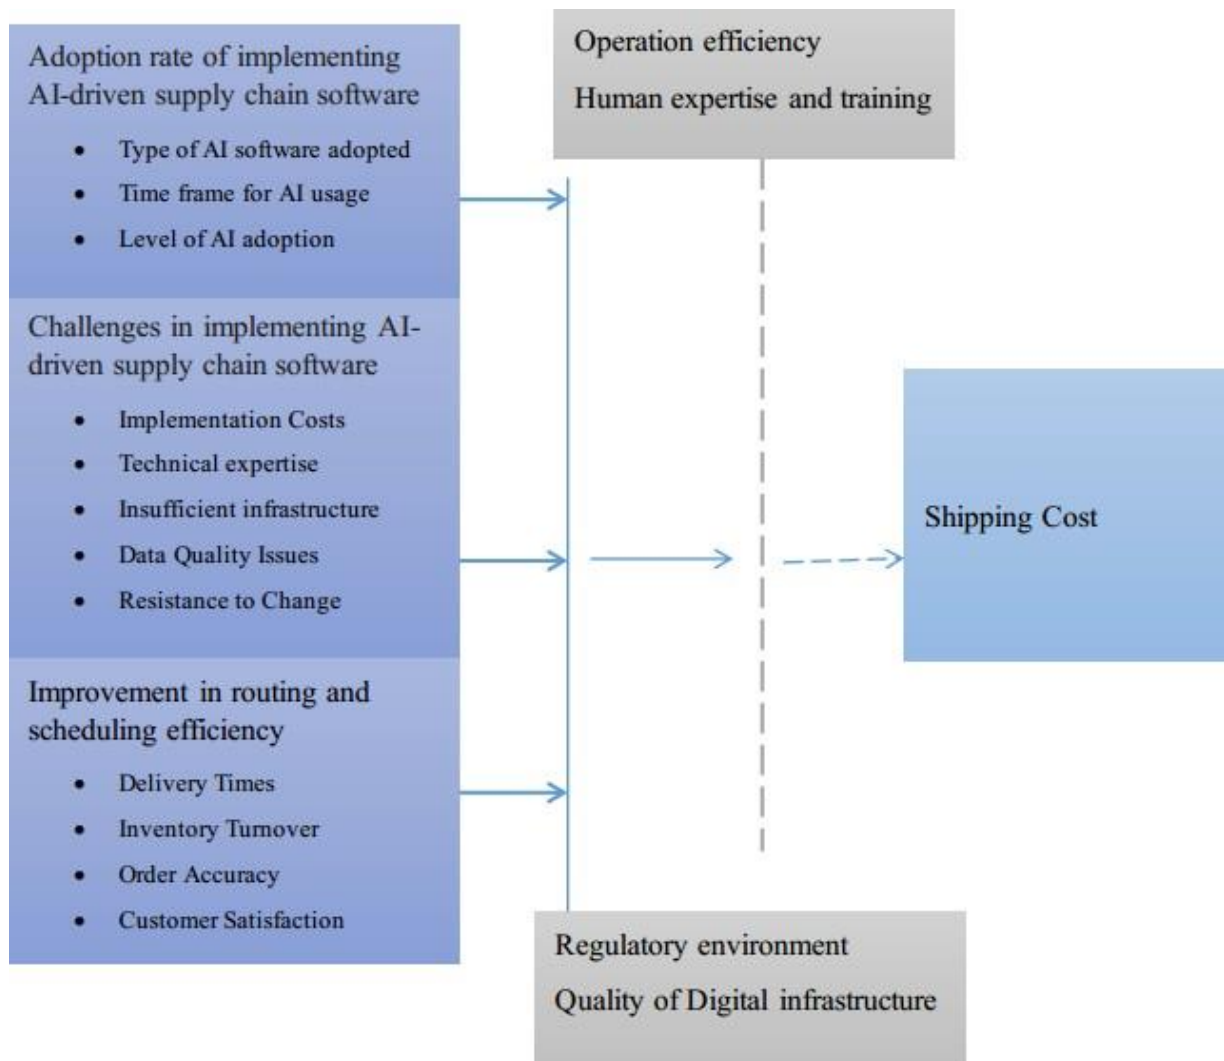 Adoption rate of implementing
AI-driven supply chain software
• Type of AI software adopted
• Time frame for AI usage
• Level of AI adoption
Challenges in implementing AI-
driven supply chain software
• Implementation Costs
• Technical expertise
• Insufficient infrastructure
• Data Quality Issues
• Resistance to Change
Improvement in routing and
scheduling efficiency
• Delivery Times
• Inventory Turnover
• Order Accuracy
• Customer Satisfaction
Operation efficiency
Human expertise and training
Regulatory environment
Quality of Digital infrastructure
Shipping Cost